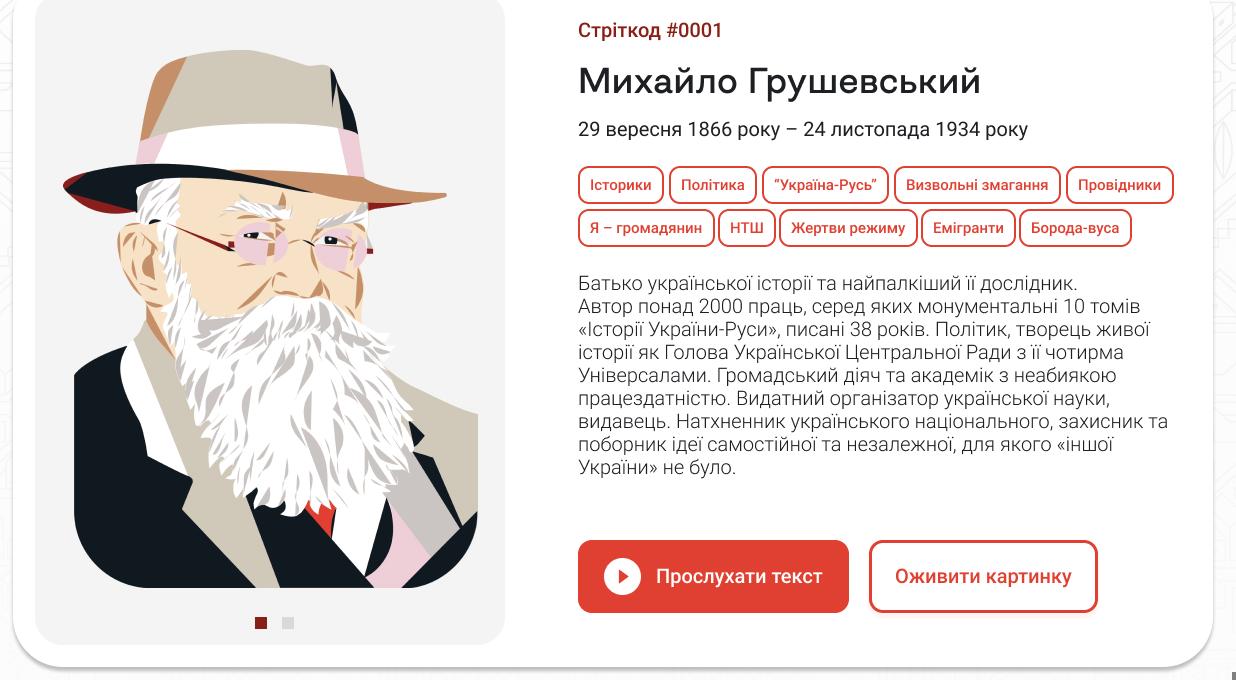 Стріткод #0001
Михайло Грушевський
29 вересня 1866 року – 24 листопада 1934 року
Історики Політика “Україна-Русь” Визвольні змагання Провідники
Я – громадянин НТШ Жертви режиму Емігранти Борода-вуса
Батько української історії та найпалкіший її дослідник.
Автор понад 2000 праць, серед яких монументальні 10 томів
«Історії України-Руси», писані 38 років. Політик, творець живої
історії як Голова Української Центральної Ради з її чотирма
Універсалами. Громадський діяч та академік з неабиякою
працездатністю. Видатний організатор української науки,
видавець. Натхненник українського національного, захисник та
поборник ідеї самостійної та незалежної, для якого «іншої
України» не було.
Прослухати текст Оживити картинку